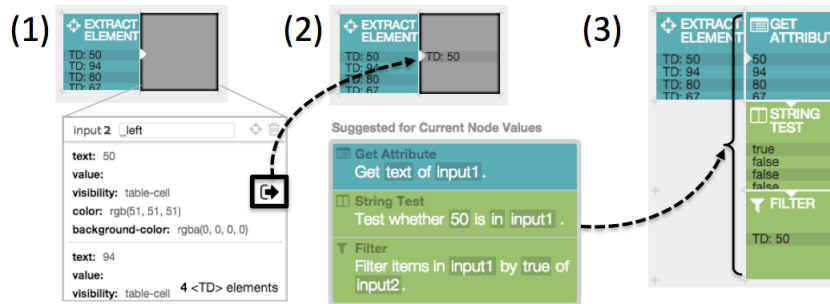 (1)
EXTRACT
ELEMENT
TD: 50
TD: 94
TD: 80
TD: 67
input 2 _left
text: 50
value:
visibility: table-cell
color: rgb(51, 51, 51)
background-color: rgba(0, 0, 0, 0)
text: 94
value:
visibility: table-cell
4 <TD> elements
(2)
EXTRACT
ELEMENT
TD: 50
TD: 94
TD: 80
TD: 67
TD: 50
Suggested for Current Node Values
Get Attribute
Get text of input1.
String Test
Test whether 50 is in input1 .
Filter
Filter items in input1 by true of
input2.
(3)
EXTRACT
ELEMENT
TD: 50
TD: 94
TD: 80
TD: 67
GET
ATTRIBUT
50
94
80
67
STRING
TEST
true
false
false
false
FILTER
TD: 50